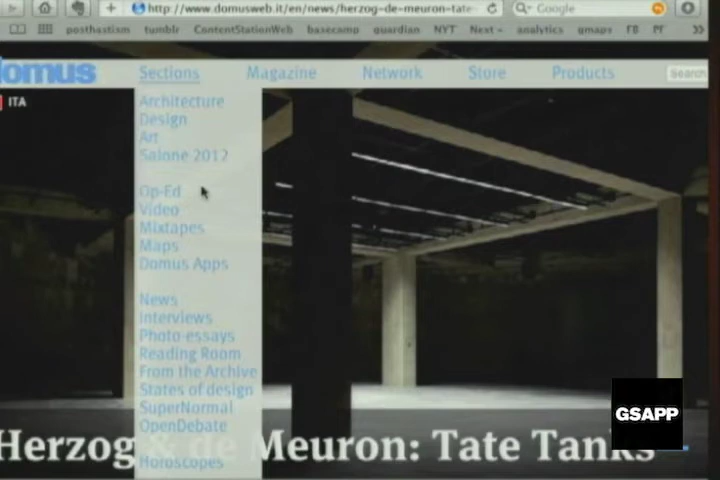 http://www.domusweb.it/en/news/herzog-de-meuron-tate-
Google
posthastism tumblr ContentStationWeb basecamp guardian NYT Next analytics gmaps FB
domus Sections Magazine Network Store Products Search
ITA
Architecture
Design
Art
Salone 2012
Op-Ed
Video
Mixtapes
Maps
Domus Apps
News
Interviews
Photo-essays
Reading Room
From the Archive
States of design
SuperNormal
OpenDebate
Horoscopes
Herzog & de Meuron: Tate Tanks
GSAPP